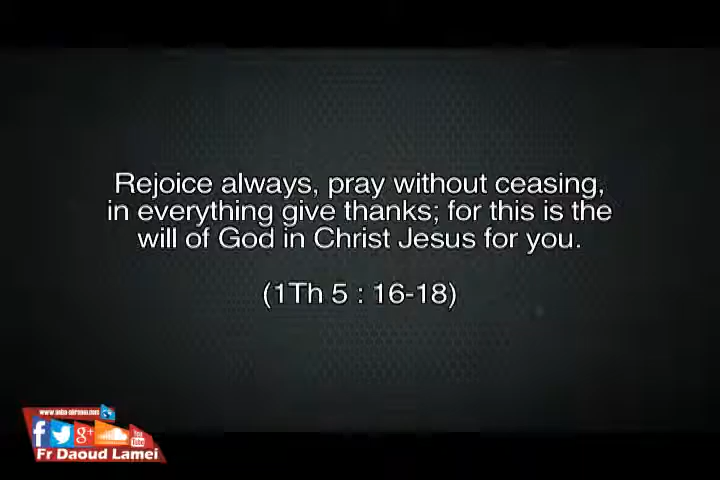 Rejoice always, pray without ceasing,
in everything give thanks; for this is the
will of God in Christ Jesus for you.
(1Th 5 : 16-18)
Fr Daoud Lamei